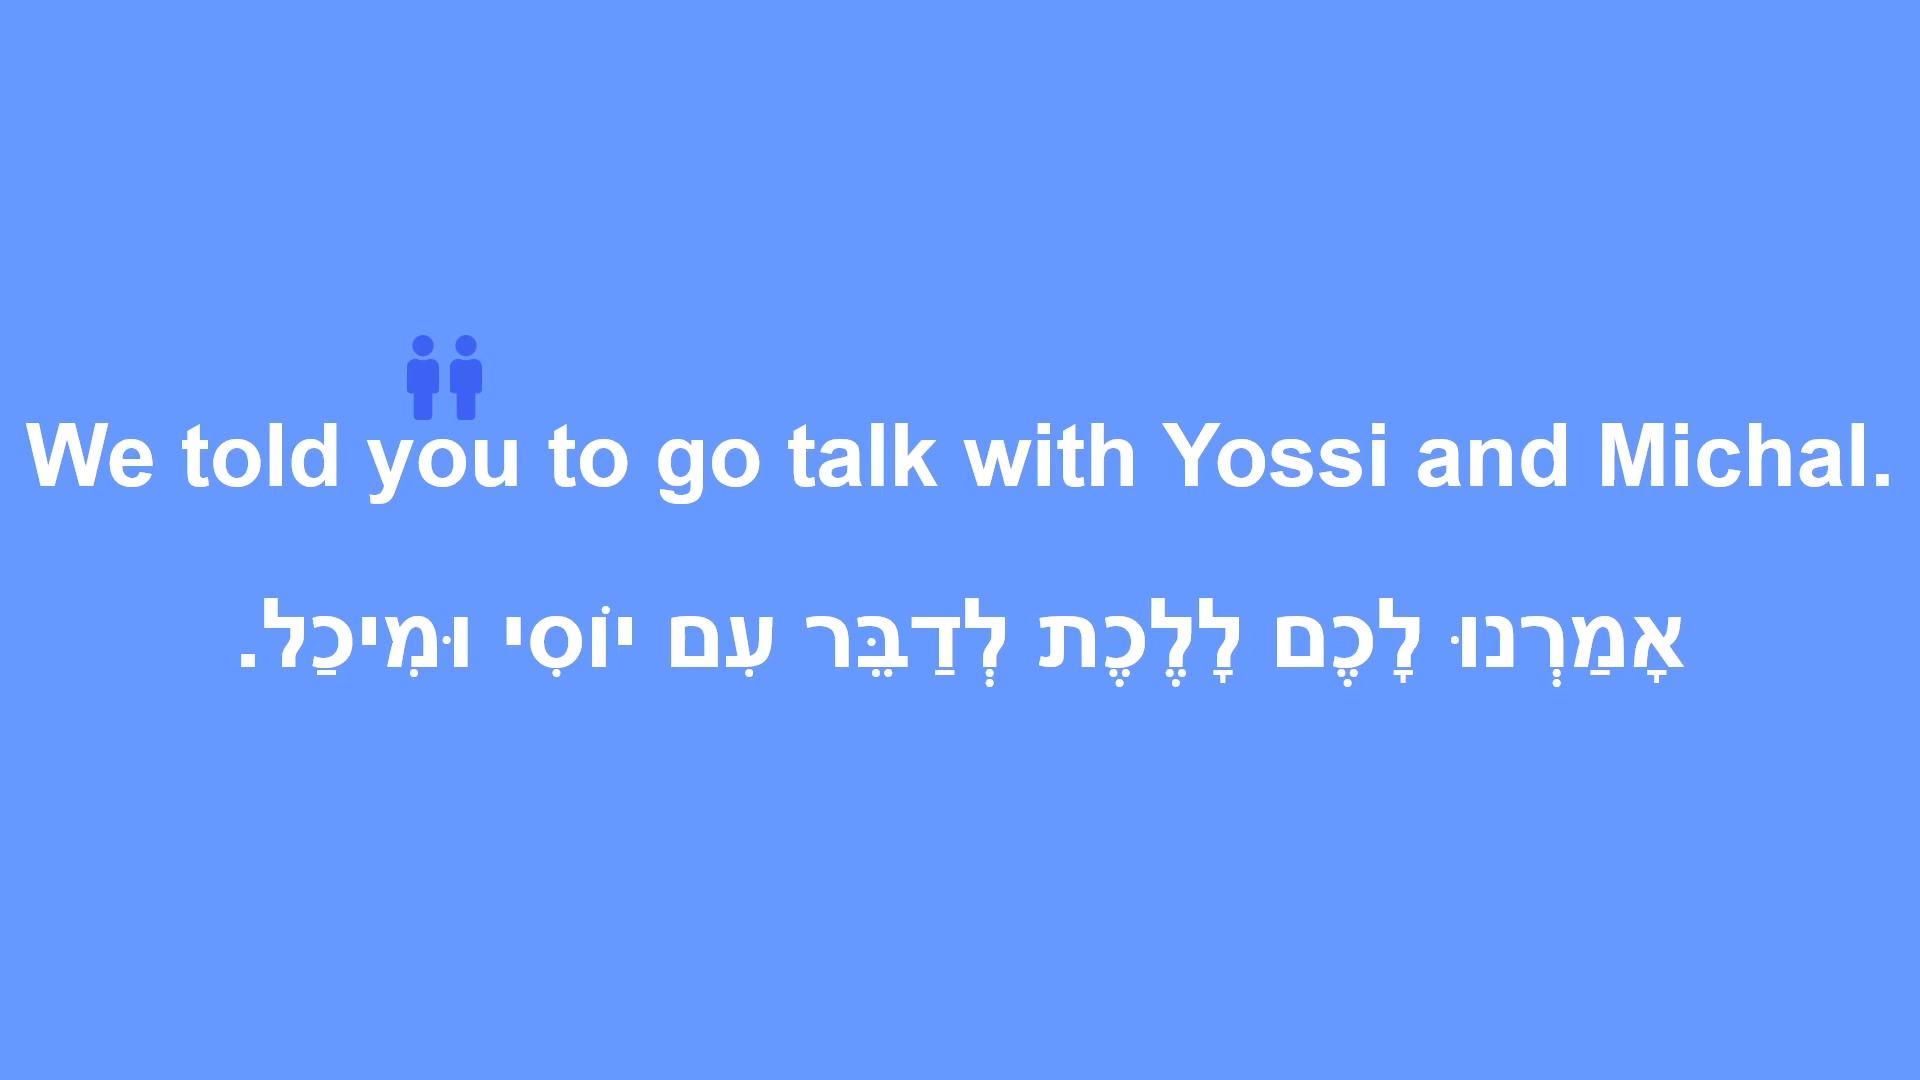 We told you to go talk with Yossi and Michal.
אָמַרְנוּ לָכֶם לָלֶכֶת לְדַבֵּר עִם יוֹסִי וּמִיכַל.